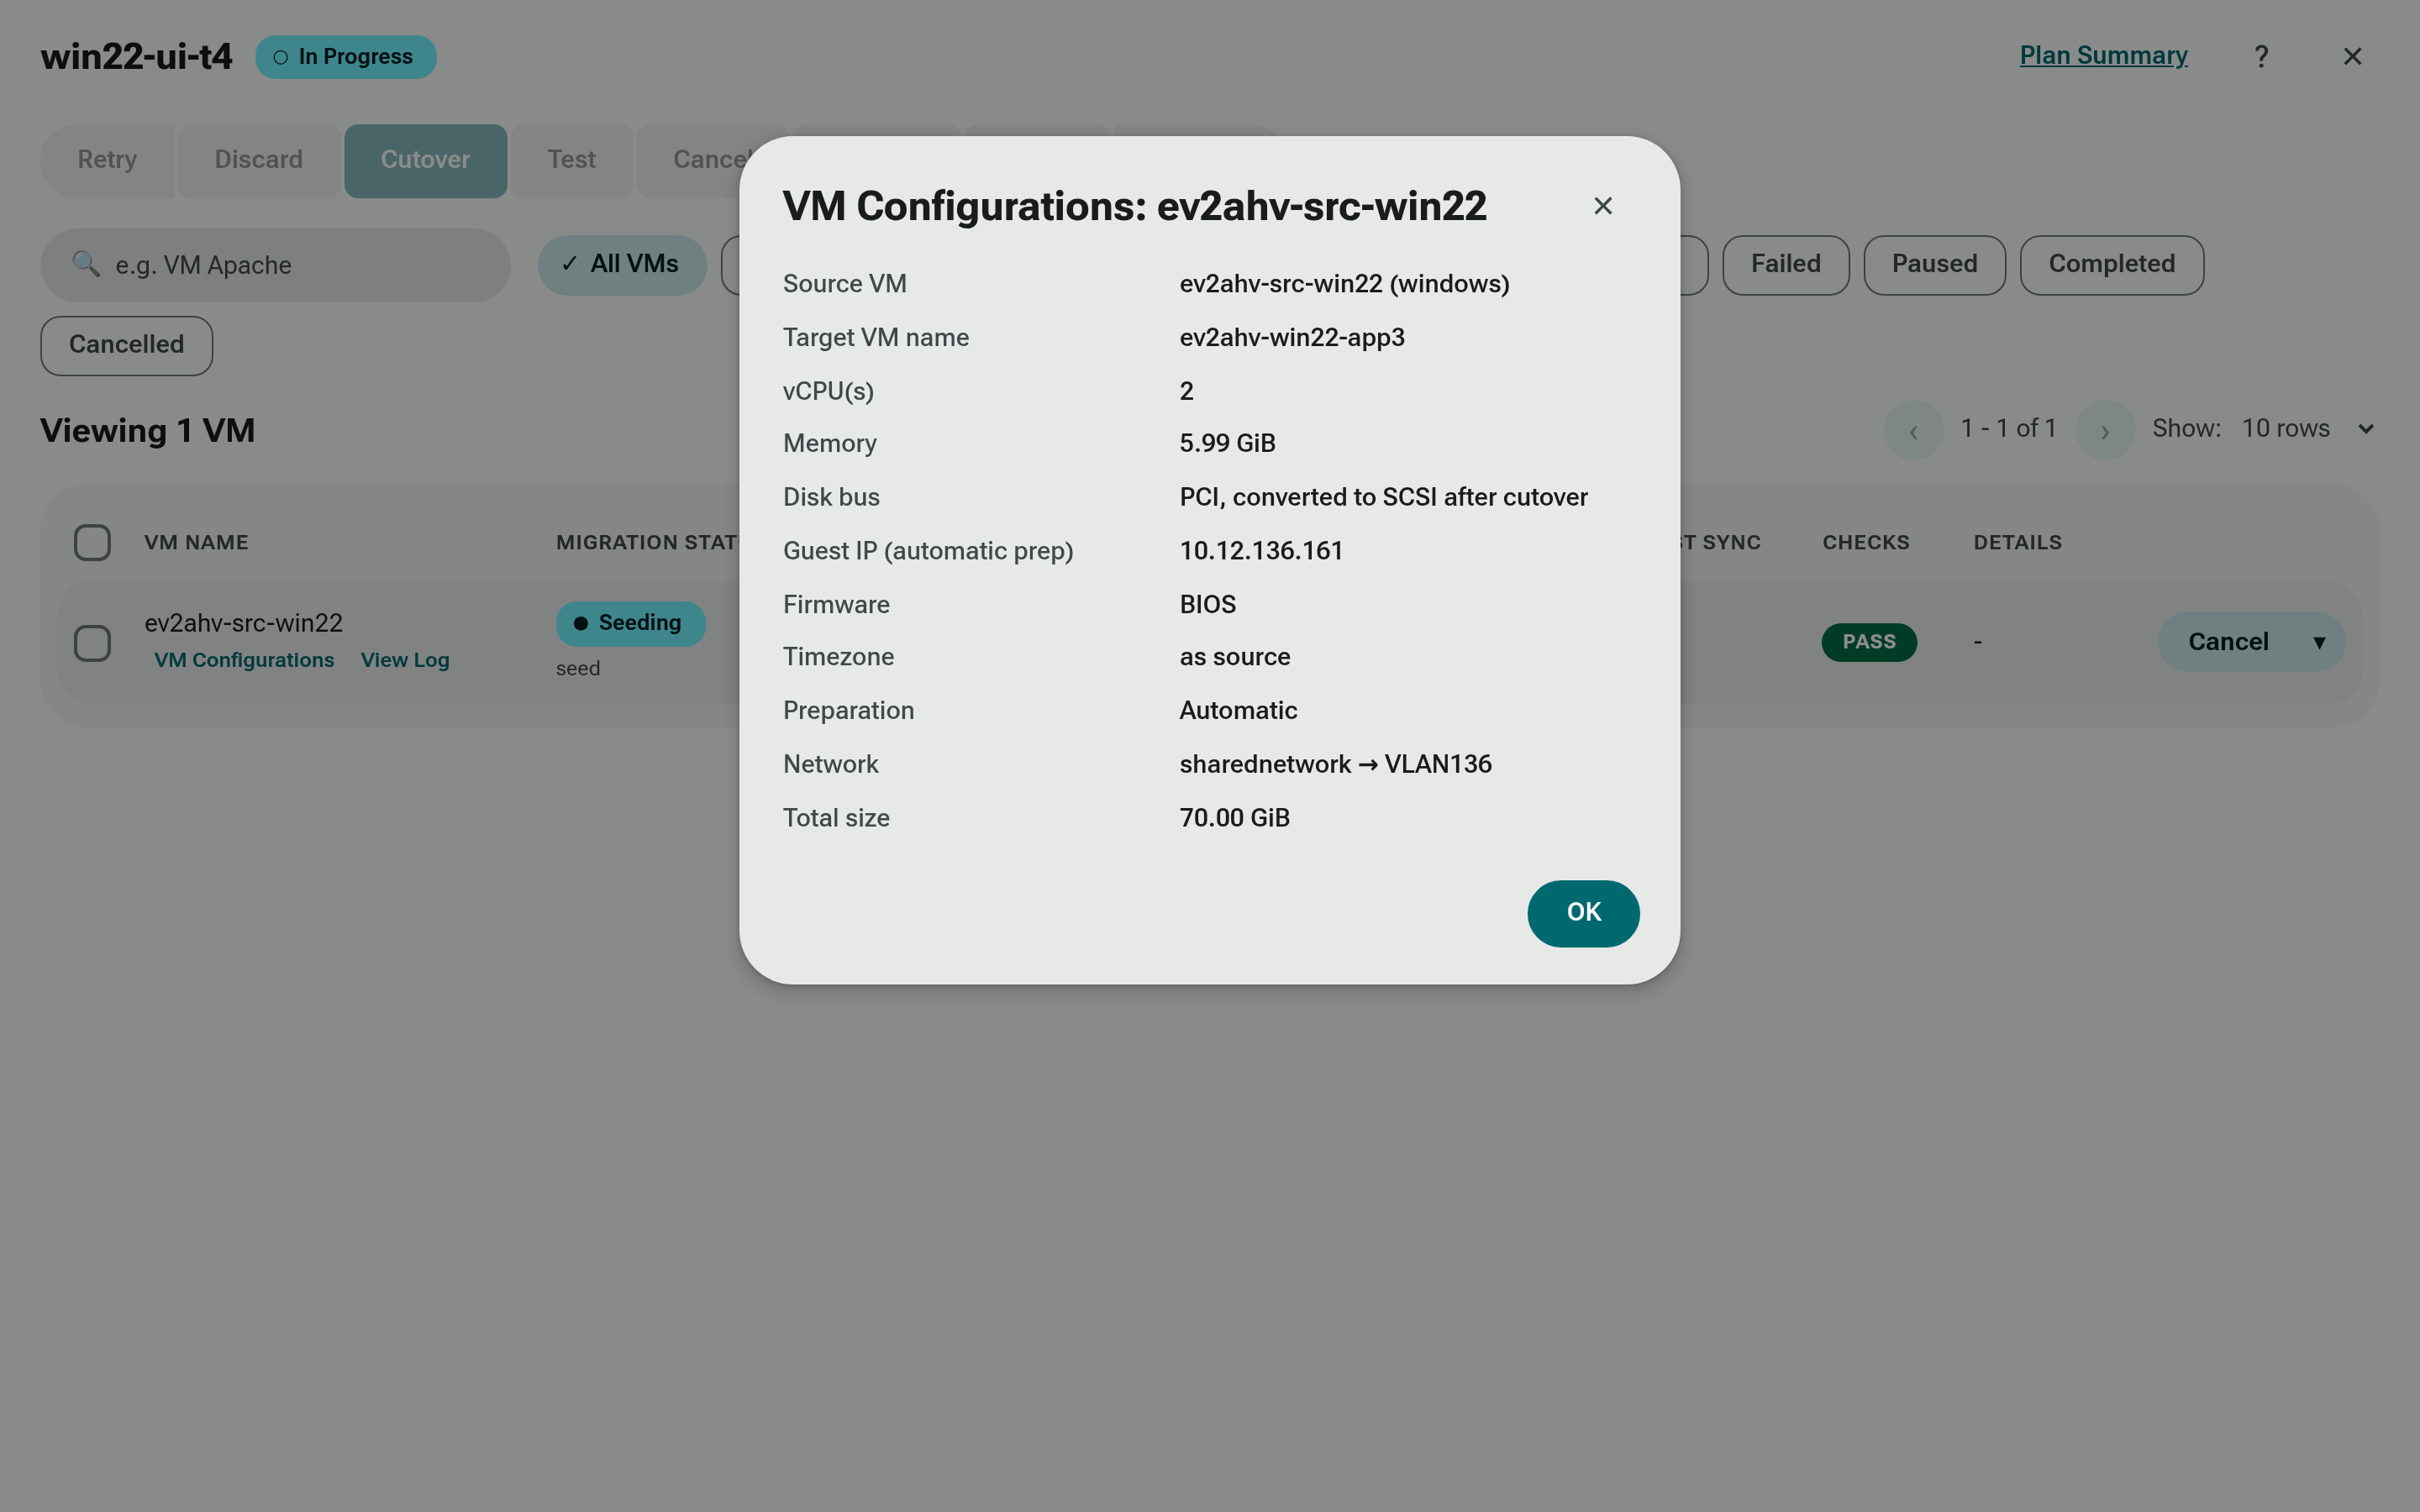 win22-ui-t4
In Progress
Plan Summary
?
Retry
Discard
Cutover
Test
e.g. VM Apache
✓ All VMs
Failed
Paused
Completed
Cancelled
Viewing 1 VM
1 - 1 of 1
Show: 10 rows
VM NAME
CHECKS
DETAILS
ev2ahv-src-win22
VM Configurations
View Log
Seeding
seed
PASS
-
Cancel
VM Configurations: ev2ahv-src-win22
Source VM ev2ahv-src-win22 (windows)
Target VM name ev2ahv-win22-app3
vCPU(s) 2
Memory 5.99 GiB
Disk bus PCI, converted to SCSI after cutover
Guest IP (automatic prep) 10.12.136.161
Firmware BIOS
Timezone as source
Preparation Automatic
Network sharednetwork → VLAN136
Total size 70.00 GiB
OK